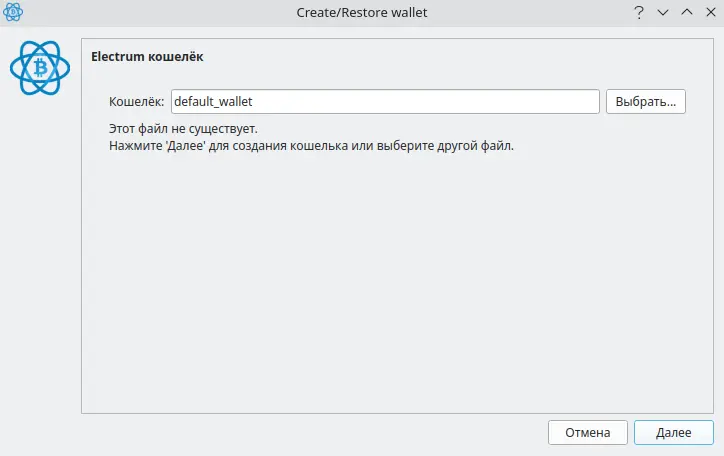 Create/Restore wallet
Electrum кошелёк
Кошелёк: default_wallet Выбрать...
Этот файл не существует.
Нажмите 'Далее' для создания кошелька или выберите другой файл.
Отмена Далее